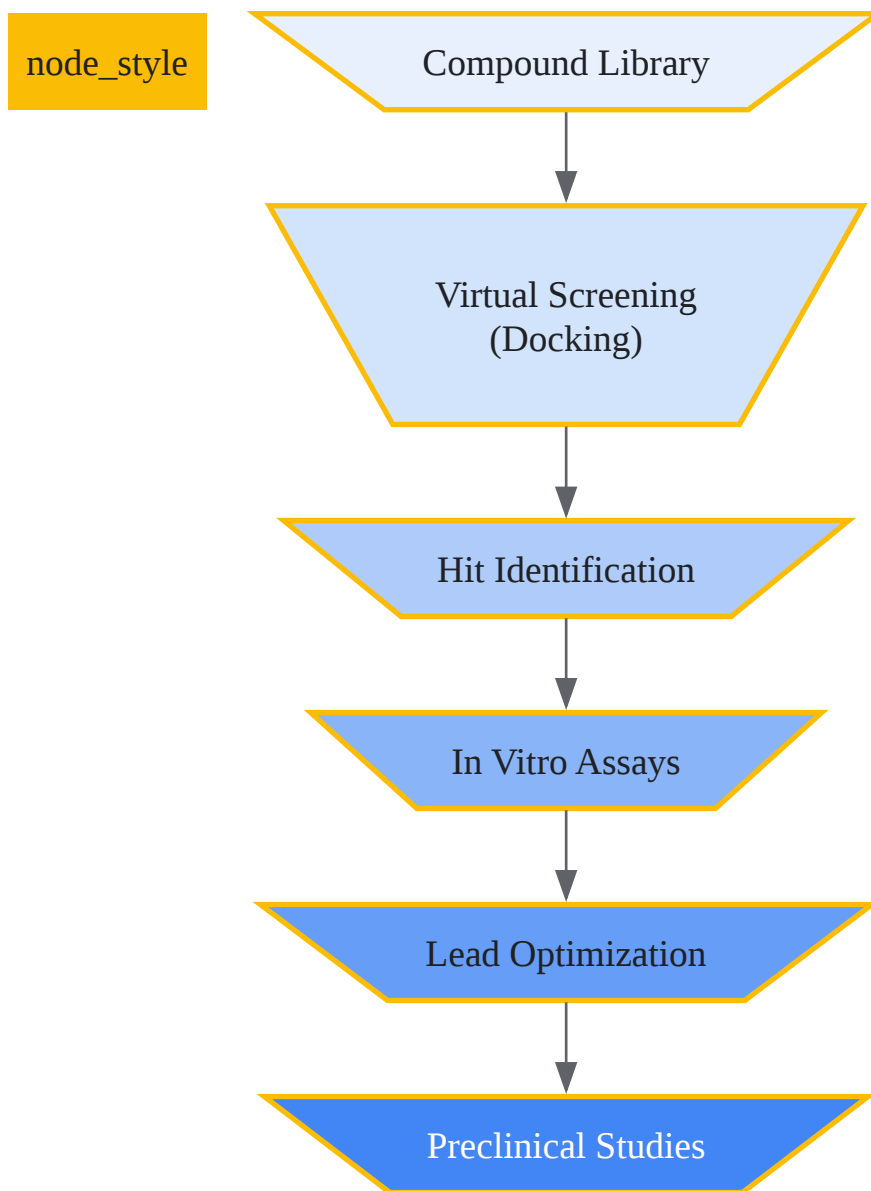 node_style
Compound Library
Virtual Screening
(Docking)
Hit Identification
In Vitro Assays
Lead Optimization
Preclinical Studies